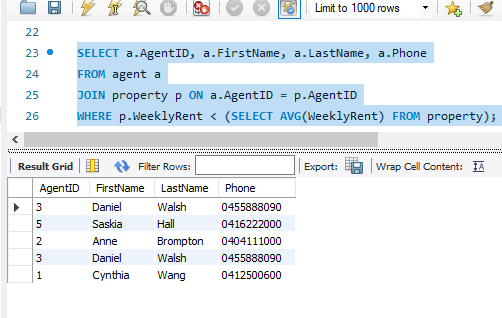 Limit to 1000 rows
22
23 SELECT a.AgentID, a.FirstName, a.LastName, a.Phone
24 FROM agent a
25 JOIN property p ON a.AgentID = p.AgentID
26 WHERE p.WeeklyRent < (SELECT AVG(WeeklyRent) FROM property);
Result Grid Filter Rows: Export: Wrap Cell Content: IA
AgentID FirstName LastName Phone
3 Daniel Walsh 0455888090
5 Saskia Hall 0416222000
2 Anne Brompton 0404111000
3 Daniel Walsh 0455888090
1 Cynthia Wang 0412500600